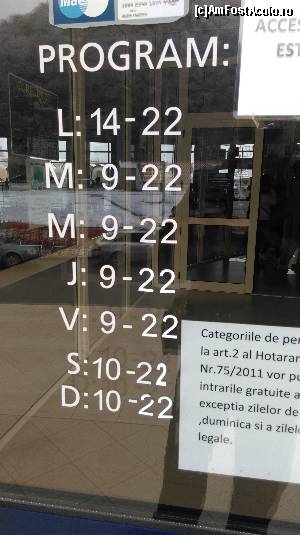 (c)AmFostAcolo.ro
PROGRAM:
ACCES
EST
L: 14-22
M: 9-22
M: 9-22
J: 9-22
V: 9-22
S: 10-22
D: 10-22
Categoriile de per
la art.2 al Hotarar
Nr.75/2011 vor pu
intrarile gratuite a
exceptia zilelor de
,duminica si a zilel
legale.